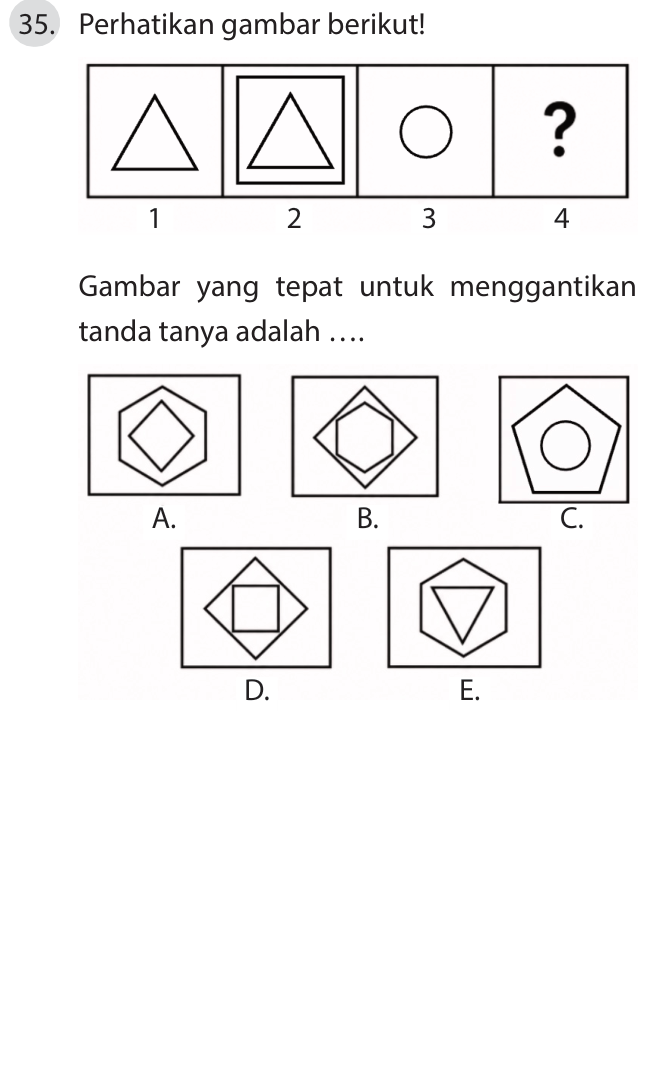 35. Perhatikan gambar berikut!
?
1 2 3 4
Gambar yang tepat untuk menggantikan
tanda tanya adalah ....
A. B. C.
D. E.